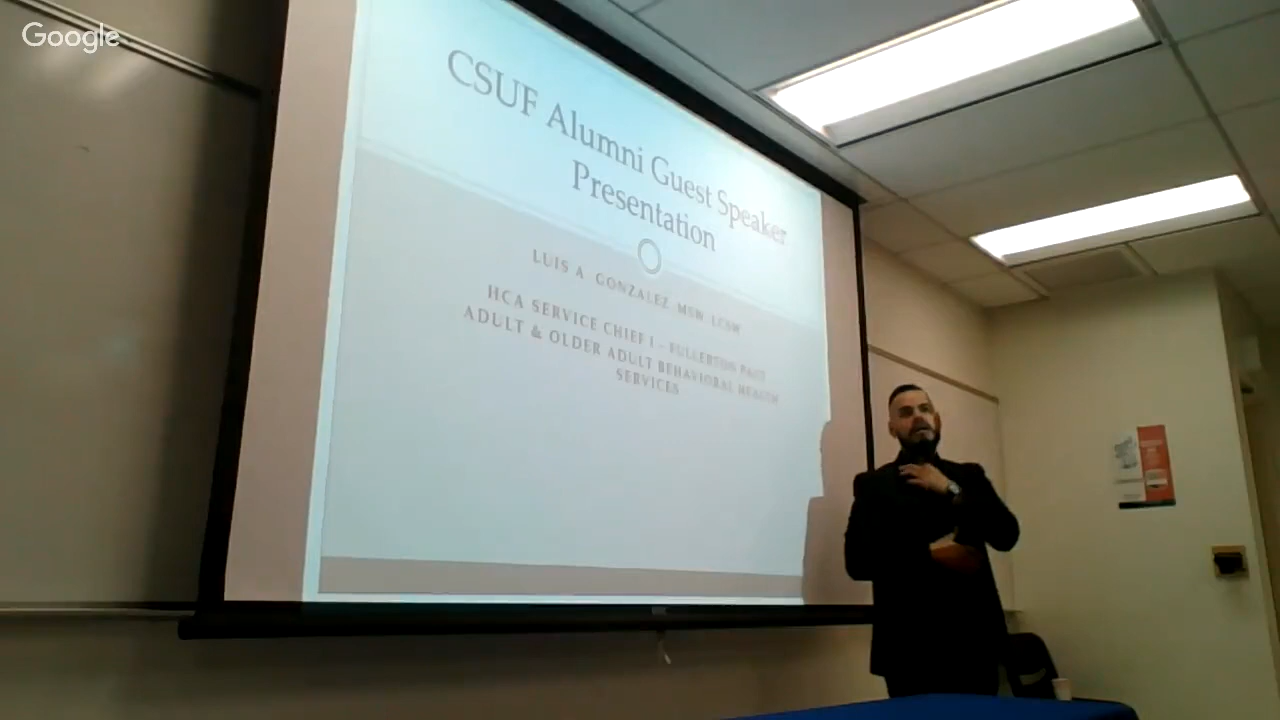 Google
CSUF Alumni Guest Speaker
Presentation
LUIS A GONZALEZ MSW LCSW
HCA SERVICE CHIEF I – FULLERTON PACT
ADULT & OLDER ADULT BEHAVIORAL HEALTH
SERVICES